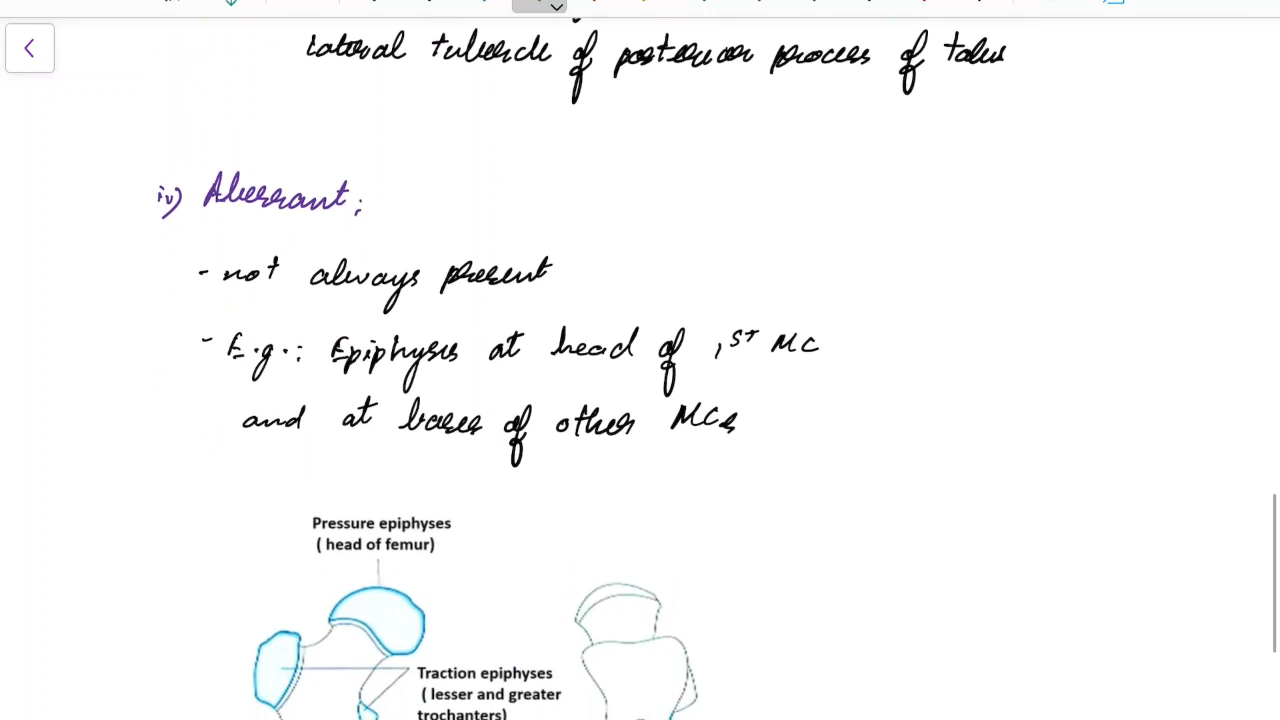 lateral tubercle of posterior process of talus
iv) Aberrant:
- not always present
- E.g.: Epiphysis at head of 1st MC
and at bases of other MCs
Pressure epiphyses
( head of femur)
Traction epiphyses
( lesser and greater
trochanters)